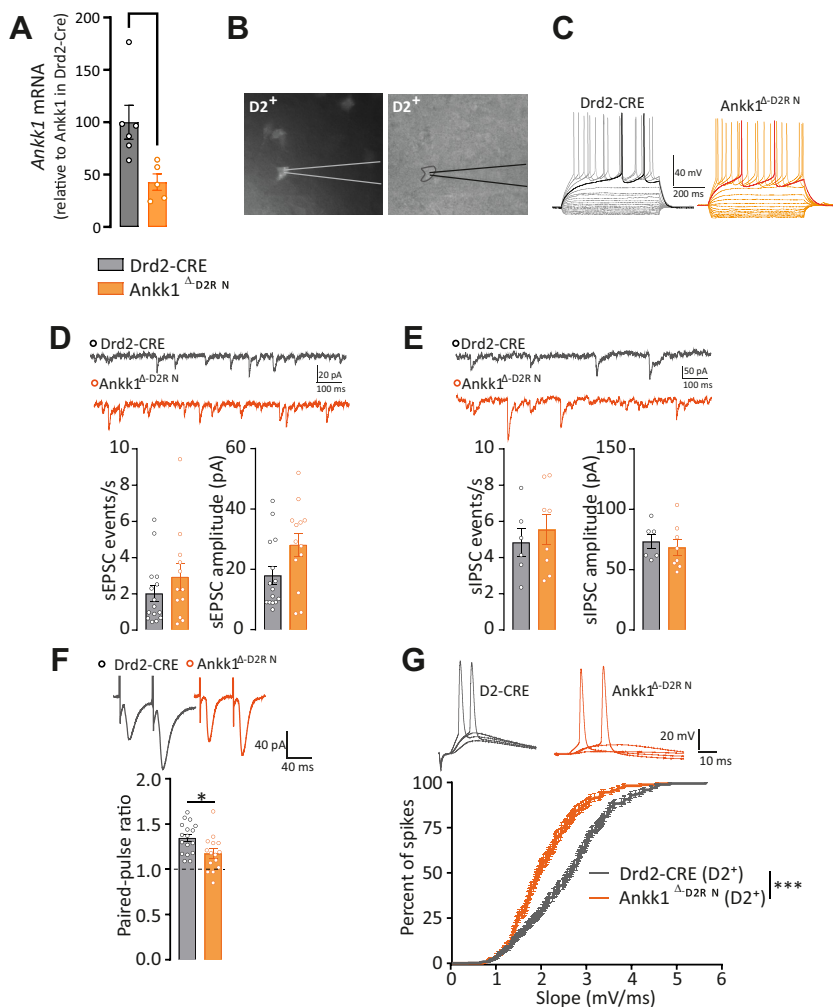 A
Ankk1 mRNA
(relative to Ankk1 in Drd2-Cre)
200
150
100
50
0
Drd2-CRE
Ankk1 Δ-D2R N
B
D2+
D2+
C
Drd2-CRE
Ankk1Δ-D2R N
40 mV
200 ms
D
Drd2-CRE
20 pA
100 ms
Ankk1Δ-D2R N
sEPSC events/s
10
8
6
4
2
0
sEPSC amplitude (pA)
60
40
20
0
E
Drd2-CRE
50 pA
100 ms
Ankk1Δ-D2R N
sIPSC events/s
10
8
6
4
2
0
sIPSC amplitude (pA)
150
100
50
0
F
Drd2-CRE
Ankk1Δ-D2R N
40 pA
40 ms
Paired-pulse ratio
2.0
1.5
1.0
0.5
0.0
*
G
D2-CRE
Ankk1Δ-D2R N
20 mV
10 ms
Percent of spikes
100
75
50
25
0
Drd2-CRE (D2+)
Ankk1 Δ-D2R N (D2+)
***
0 1 2 3 4 5 6
Slope (mV/ms)